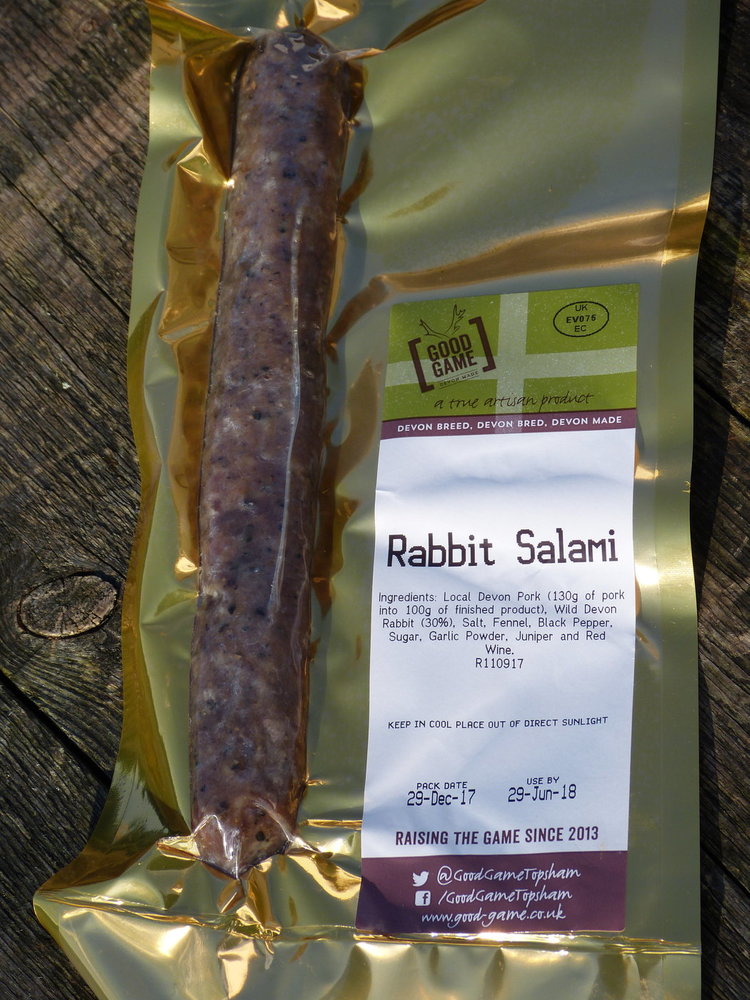 UK
EV075
EC
GOOD
GAME
DEVON MADE
a true artisan product
DEVON BREED, DEVON BRED, DEVON MADE
Rabbit Salami
Ingredients: Local Devon Pork (130g of pork
into 100g of finished product), Wild Devon
Rabbit (30%), Salt, Fennel, Black Pepper,
Sugar, Garlic Powder, Juniper and Red
Wine.
R110917
KEEP IN COOL PLACE OUT OF DIRECT SUNLIGHT
PACK DATE USE BY
29-Dec-17 29-Jun-18
RAISING THE GAME SINCE 2013
@GoodGameTopsham
f /GoodGameTopsham
www.good-game.co.uk